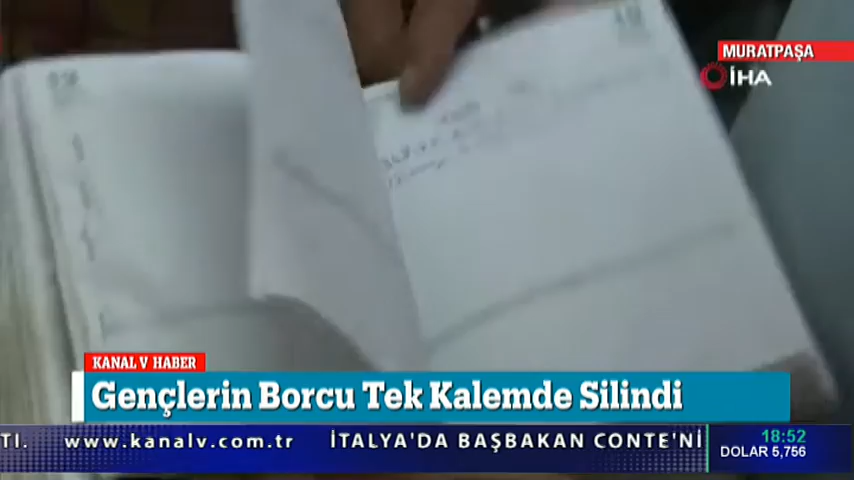 MURATPAŞA
İHA
KANAL V HABER
Gençlerin Borcu Tek Kalemde Silindi
TI. www.kanalv.com.tr İTALYA'DA BAŞBAKAN CONTE'Nİ
18:52
DOLAR 5,756